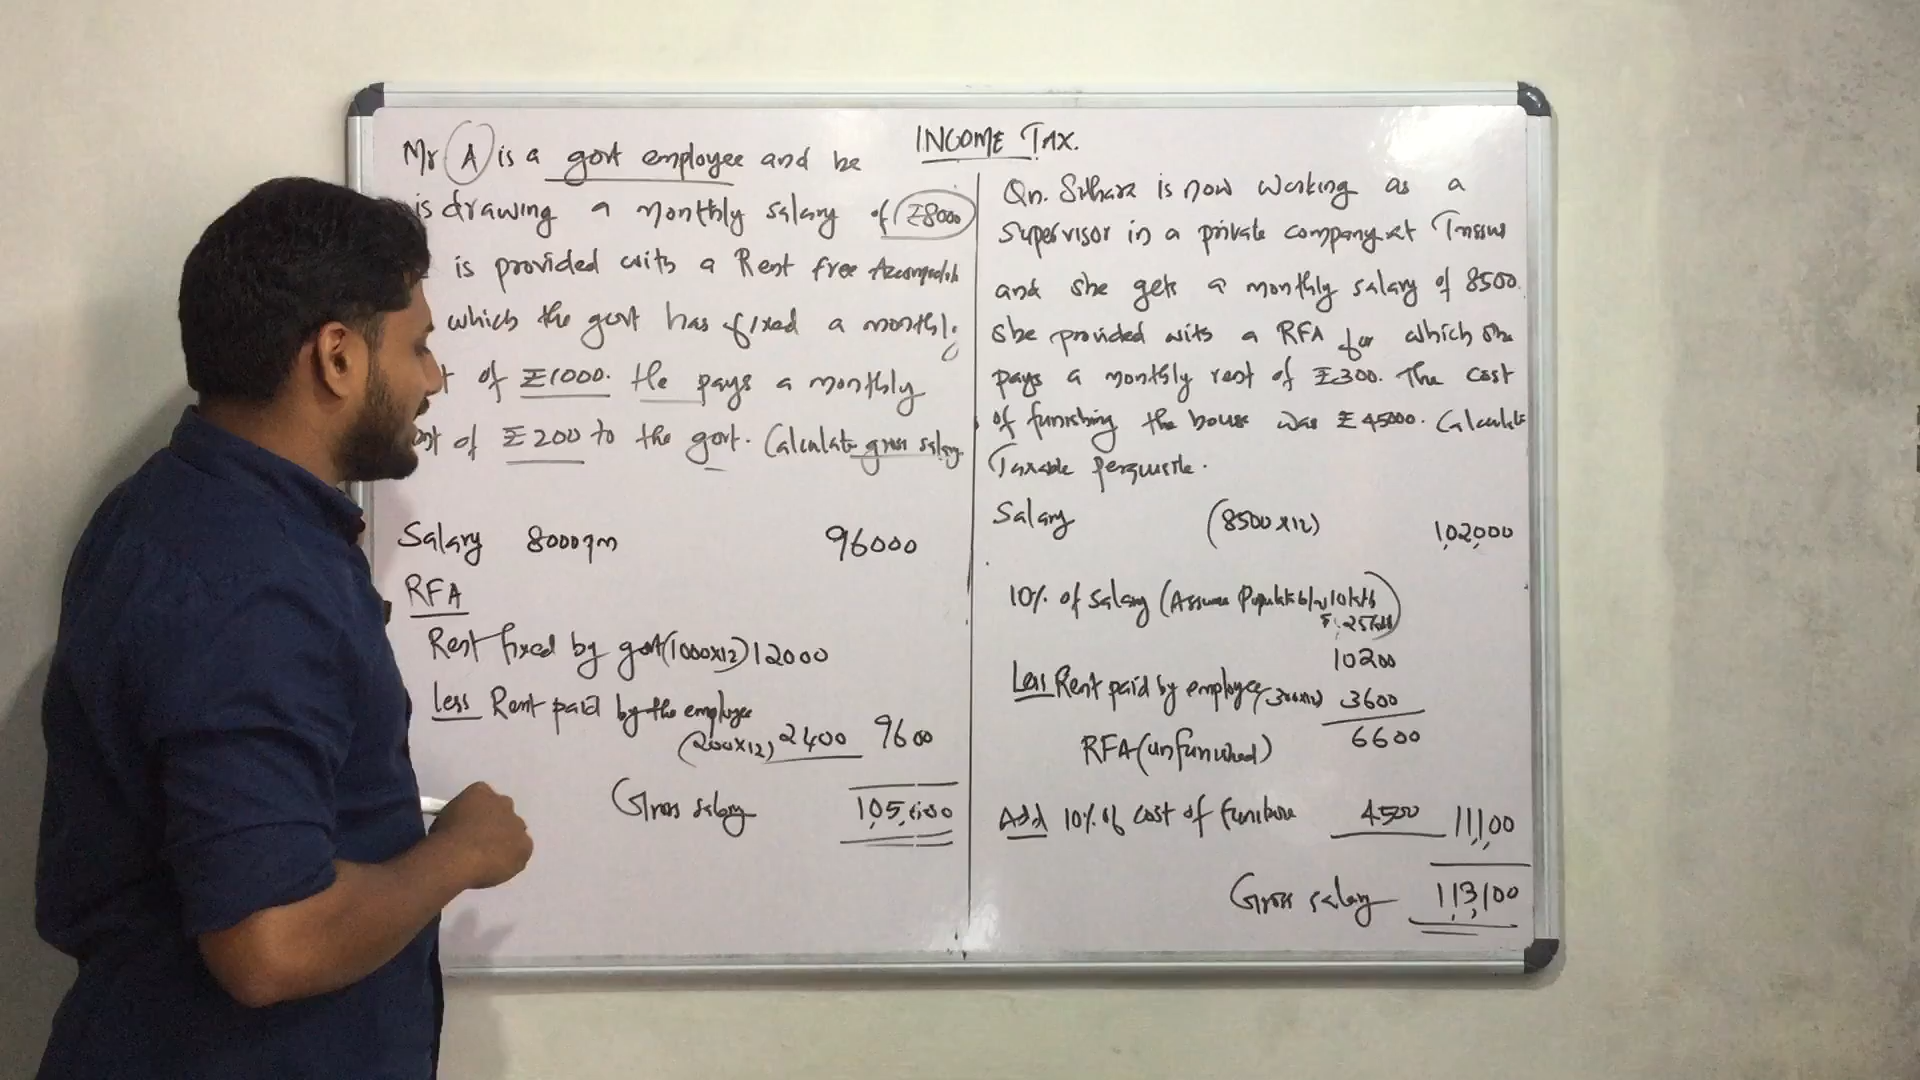 INCOME TAX.
Mr A is a govt employee and he
is drawing a monthly salary of ₹8000
is provided with a Rent free
which the govt has fixed a monthly
of ₹1000. He pays a monthly
of ₹200 to the govt. Calculate gross salary
Salary 8000pm 96000
RFA
Rent fixed by govt (1000x12) 12000
Less Rent paid by the employee
(200x12) 2400 9600
Gross salary 105,600
Qn. is now working as a
Supervisor in a private company at
and she gets a monthly salary of 8500.
She provided with a RFA for which she
pays a monthly rent of ₹300. The cost
of furnishing the house was ₹45000. Calculate
Taxable perquisite.
Salary (8500x12) 1,02,000
10% of Salary (Assume b/w 10
25
10200
Less Rent paid by employee (300x12) 3600
RFA (unfurnished) 6600
Add 10% of cost of furniture 4500 11,100
Gross salary 1,13,100